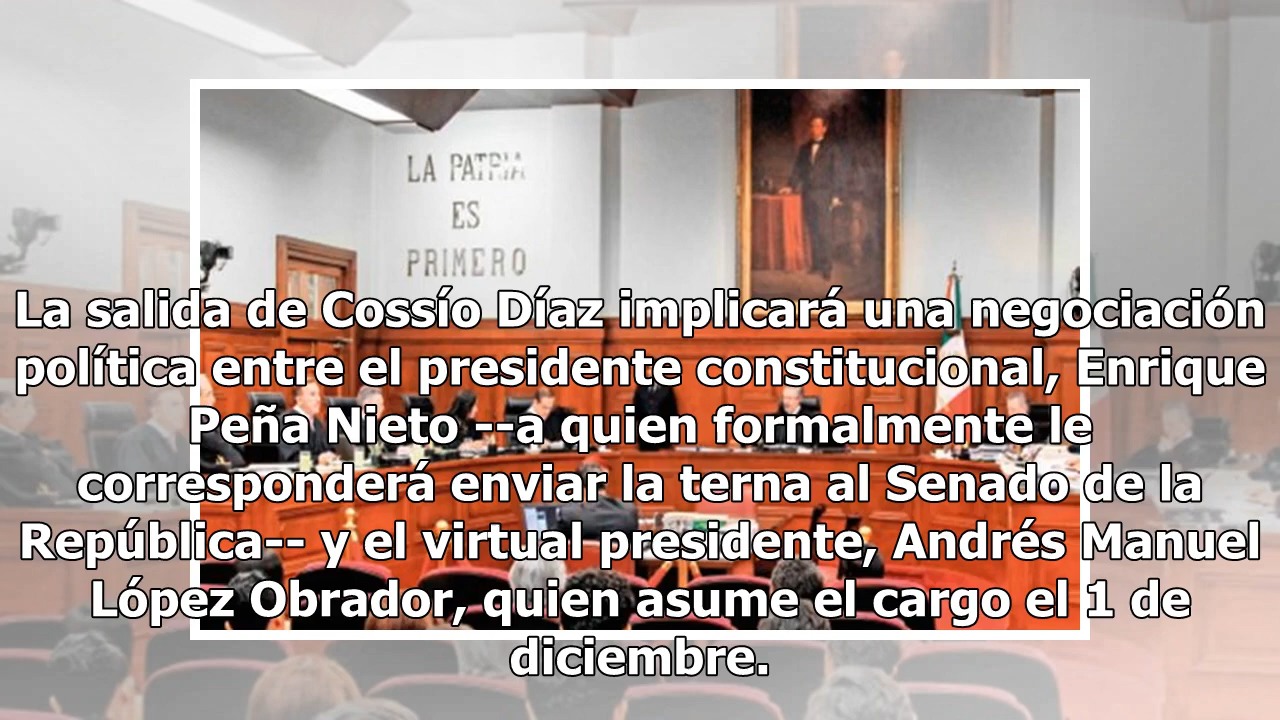 LA PATRIA
ES
PRIMERO
La salida de Cossío Díaz implicará una negociación
política entre el presidente constitucional, Enrique
Peña Nieto --a quien formalmente le
corresponderá enviar la terna al Senado de la
República-- y el virtual presidente, Andrés Manuel
López Obrador, quien asume el cargo el 1 de
diciembre.